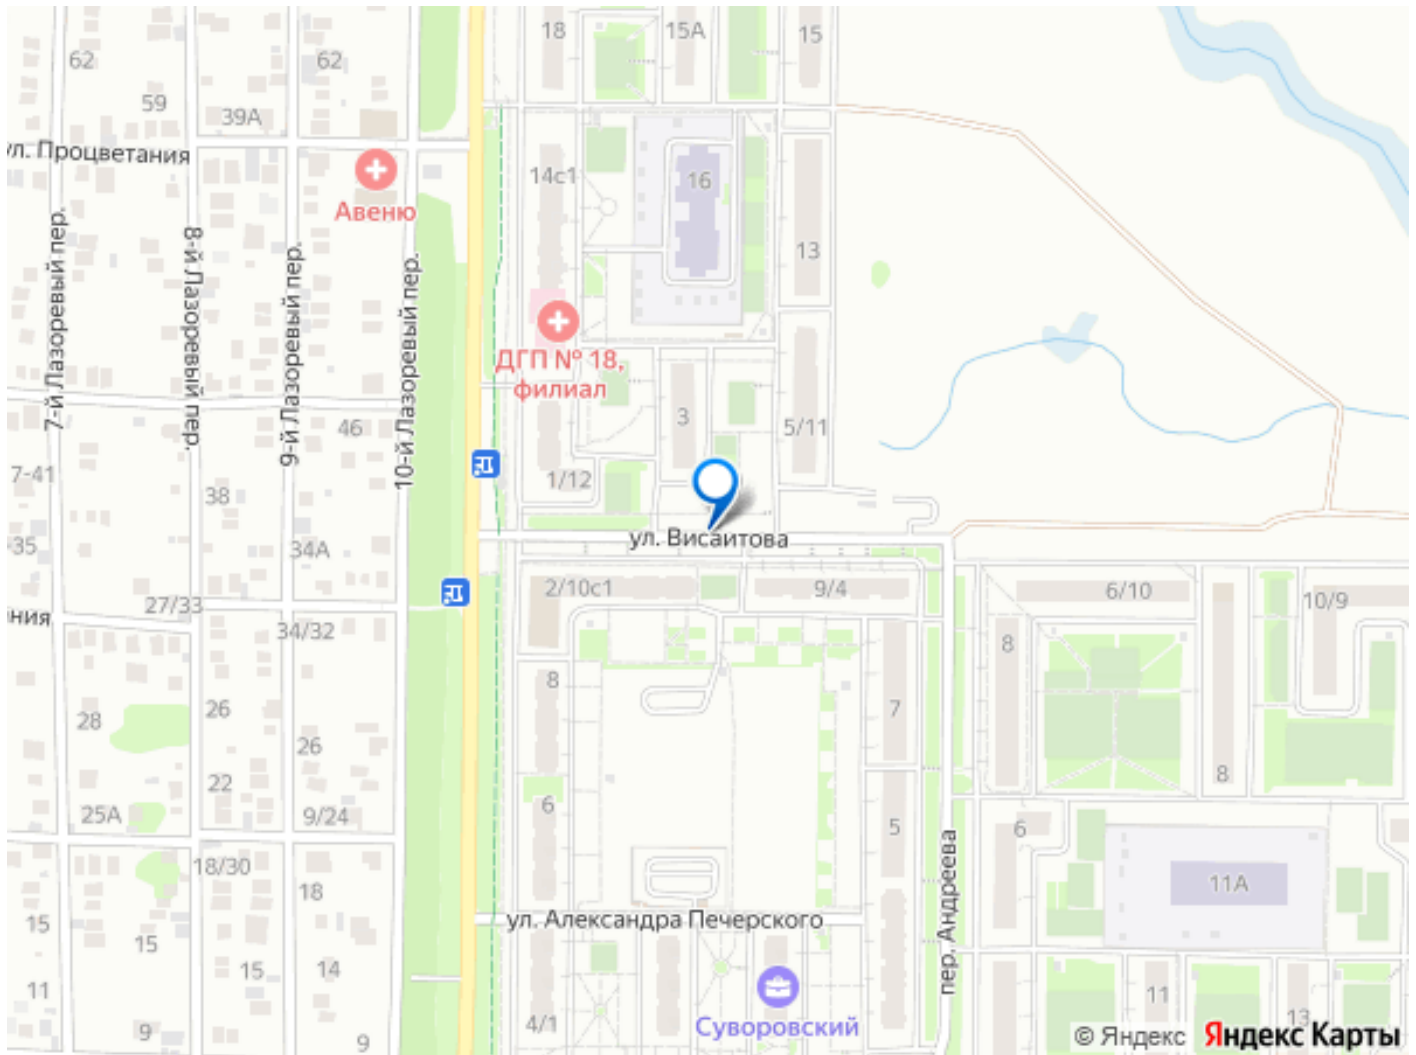 18
15А
15
62
62
59
39А
ул. Процветания
Авеню
14с1
16
13
7-й Лазоревый пер.
8-й Лазоревый пер.
9-й Лазоревый пер.
10-й Лазоревый пер.
ДГП № 18,
филиал
46
3
5/11
7-41
38
1/12
35
34А
ул. Висаитова
27/33
2/10с1
9/4
6/10
10/9
ния
34/32
8
8
28
26
7
26
22
8
25А
9/24
6
5
6
18/30
18
11А
пер. Андреева
15
15
ул. Александра Печерского
15
14
11
9
9
4/1
Суворовский
11
13
© Яндекс Яндекс Карты